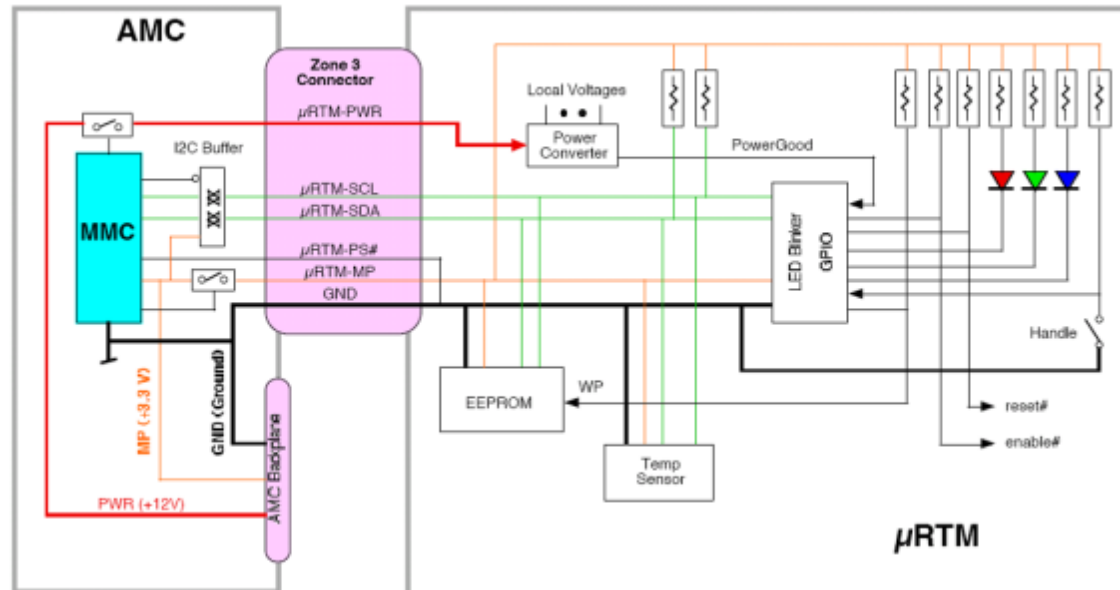 AMC
Zone 3
Connector
µRTM-PWR
I2C Buffer
MMC
µRTM-SCL
µRTM-SDA
µRTM-PS#
µRTM-MP
GND
MP (+3.3 V)
GND (Ground)
AMC Backplane
PWR (+12V)
Local Voltages
Power
Converter
PowerGood
LED Blinker
GPIO
Handle
EEPROM
WP
Temp
Sensor
reset#
enable#
µRTM